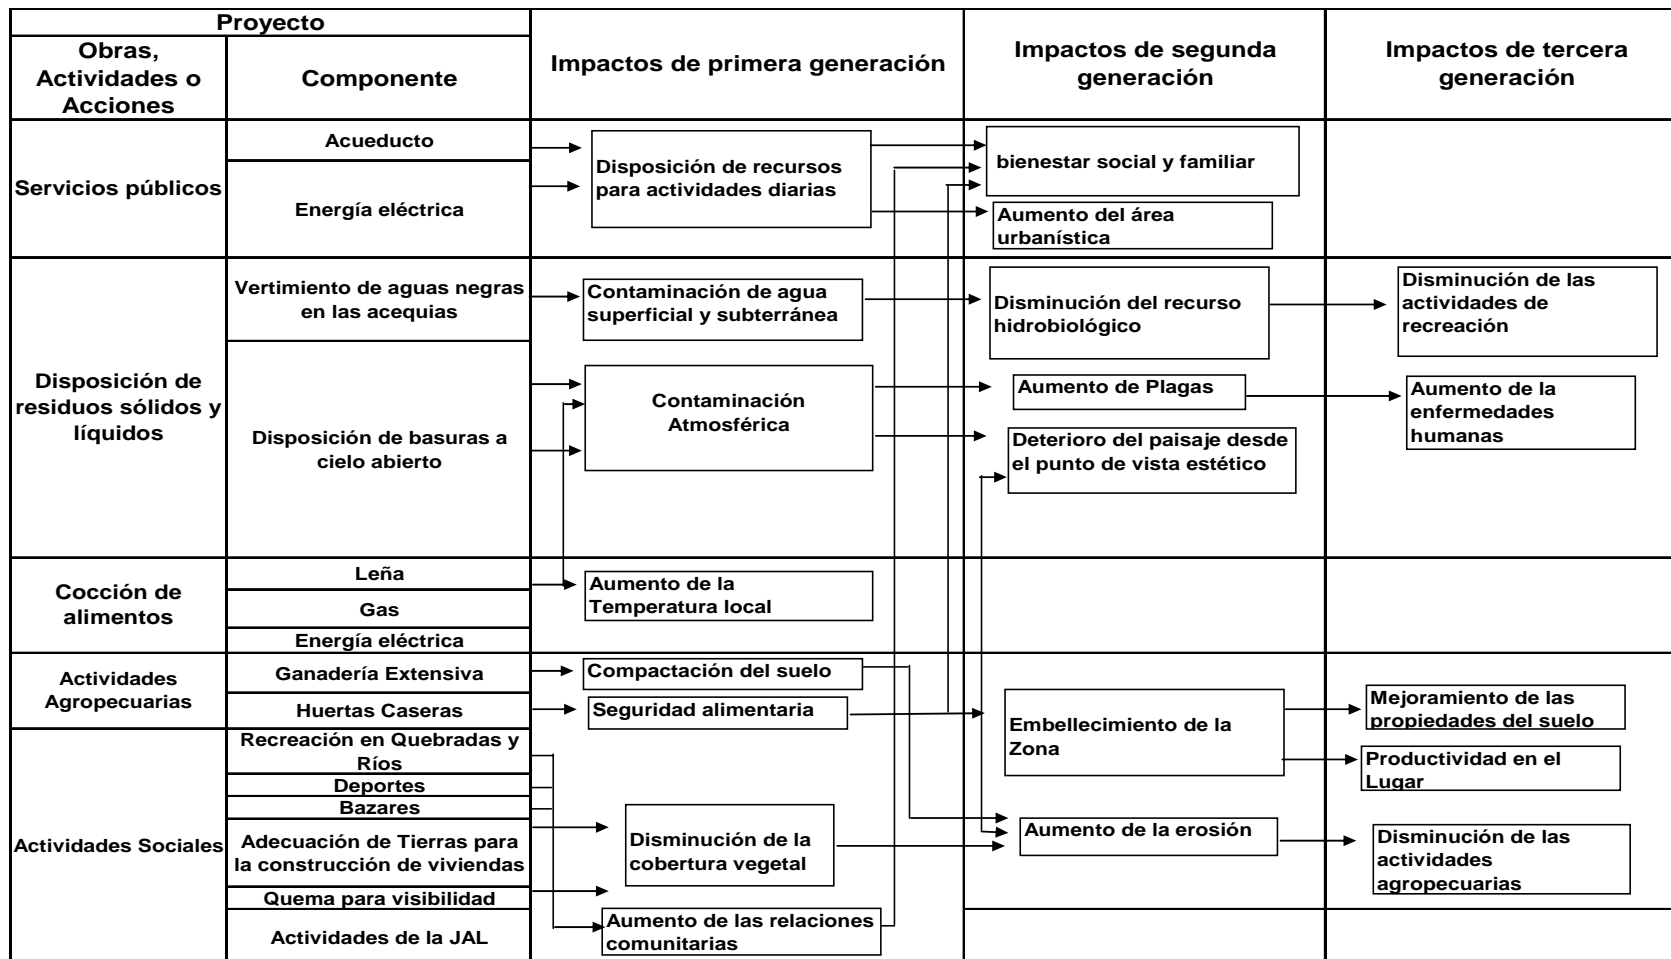 Proyecto
Obras,
Actividades o
Acciones
Componente
Impactos de primera generación
Impactos de segunda
generación
Impactos de tercera
generación
Servicios públicos
Acueducto
Energía eléctrica
Disposición de recursos
para actividades diarias
bienestar social y familiar
Aumento del área
urbanística
Disposición de
residuos sólidos y
líquidos
Vertimiento de aguas negras
en las acequias
Contaminación de agua
superficial y subterránea
Disminución del recurso
hidrobiológico
Disminución de las
actividades de
recreación
Disposición de basuras a
cielo abierto
Contaminación
Atmosférica
Aumento de Plagas
Aumento de la
enfermedades
humanas
Deterioro del paisaje desde
el punto de vista estético
Cocción de
alimentos
Leña
Gas
Energía eléctrica
Aumento de la
Temperatura local
Actividades
Agropecuarias
Ganadería Extensiva
Huertas Caseras
Compactación del suelo
Seguridad alimentaria
Embellecimiento de la
Zona
Mejoramiento de las
propiedades del suelo
Productividad en el
Lugar
Actividades Sociales
Recreación en Quebradas y
Ríos
Deportes
Bazares
Adecuación de Tierras para
la construcción de viviendas
Quema para visibilidad
Actividades de la JAL
Disminución de la
cobertura vegetal
Aumento de las relaciones
comunitarias
Aumento de la erosión
Disminución de las
actividades
agropecuarias